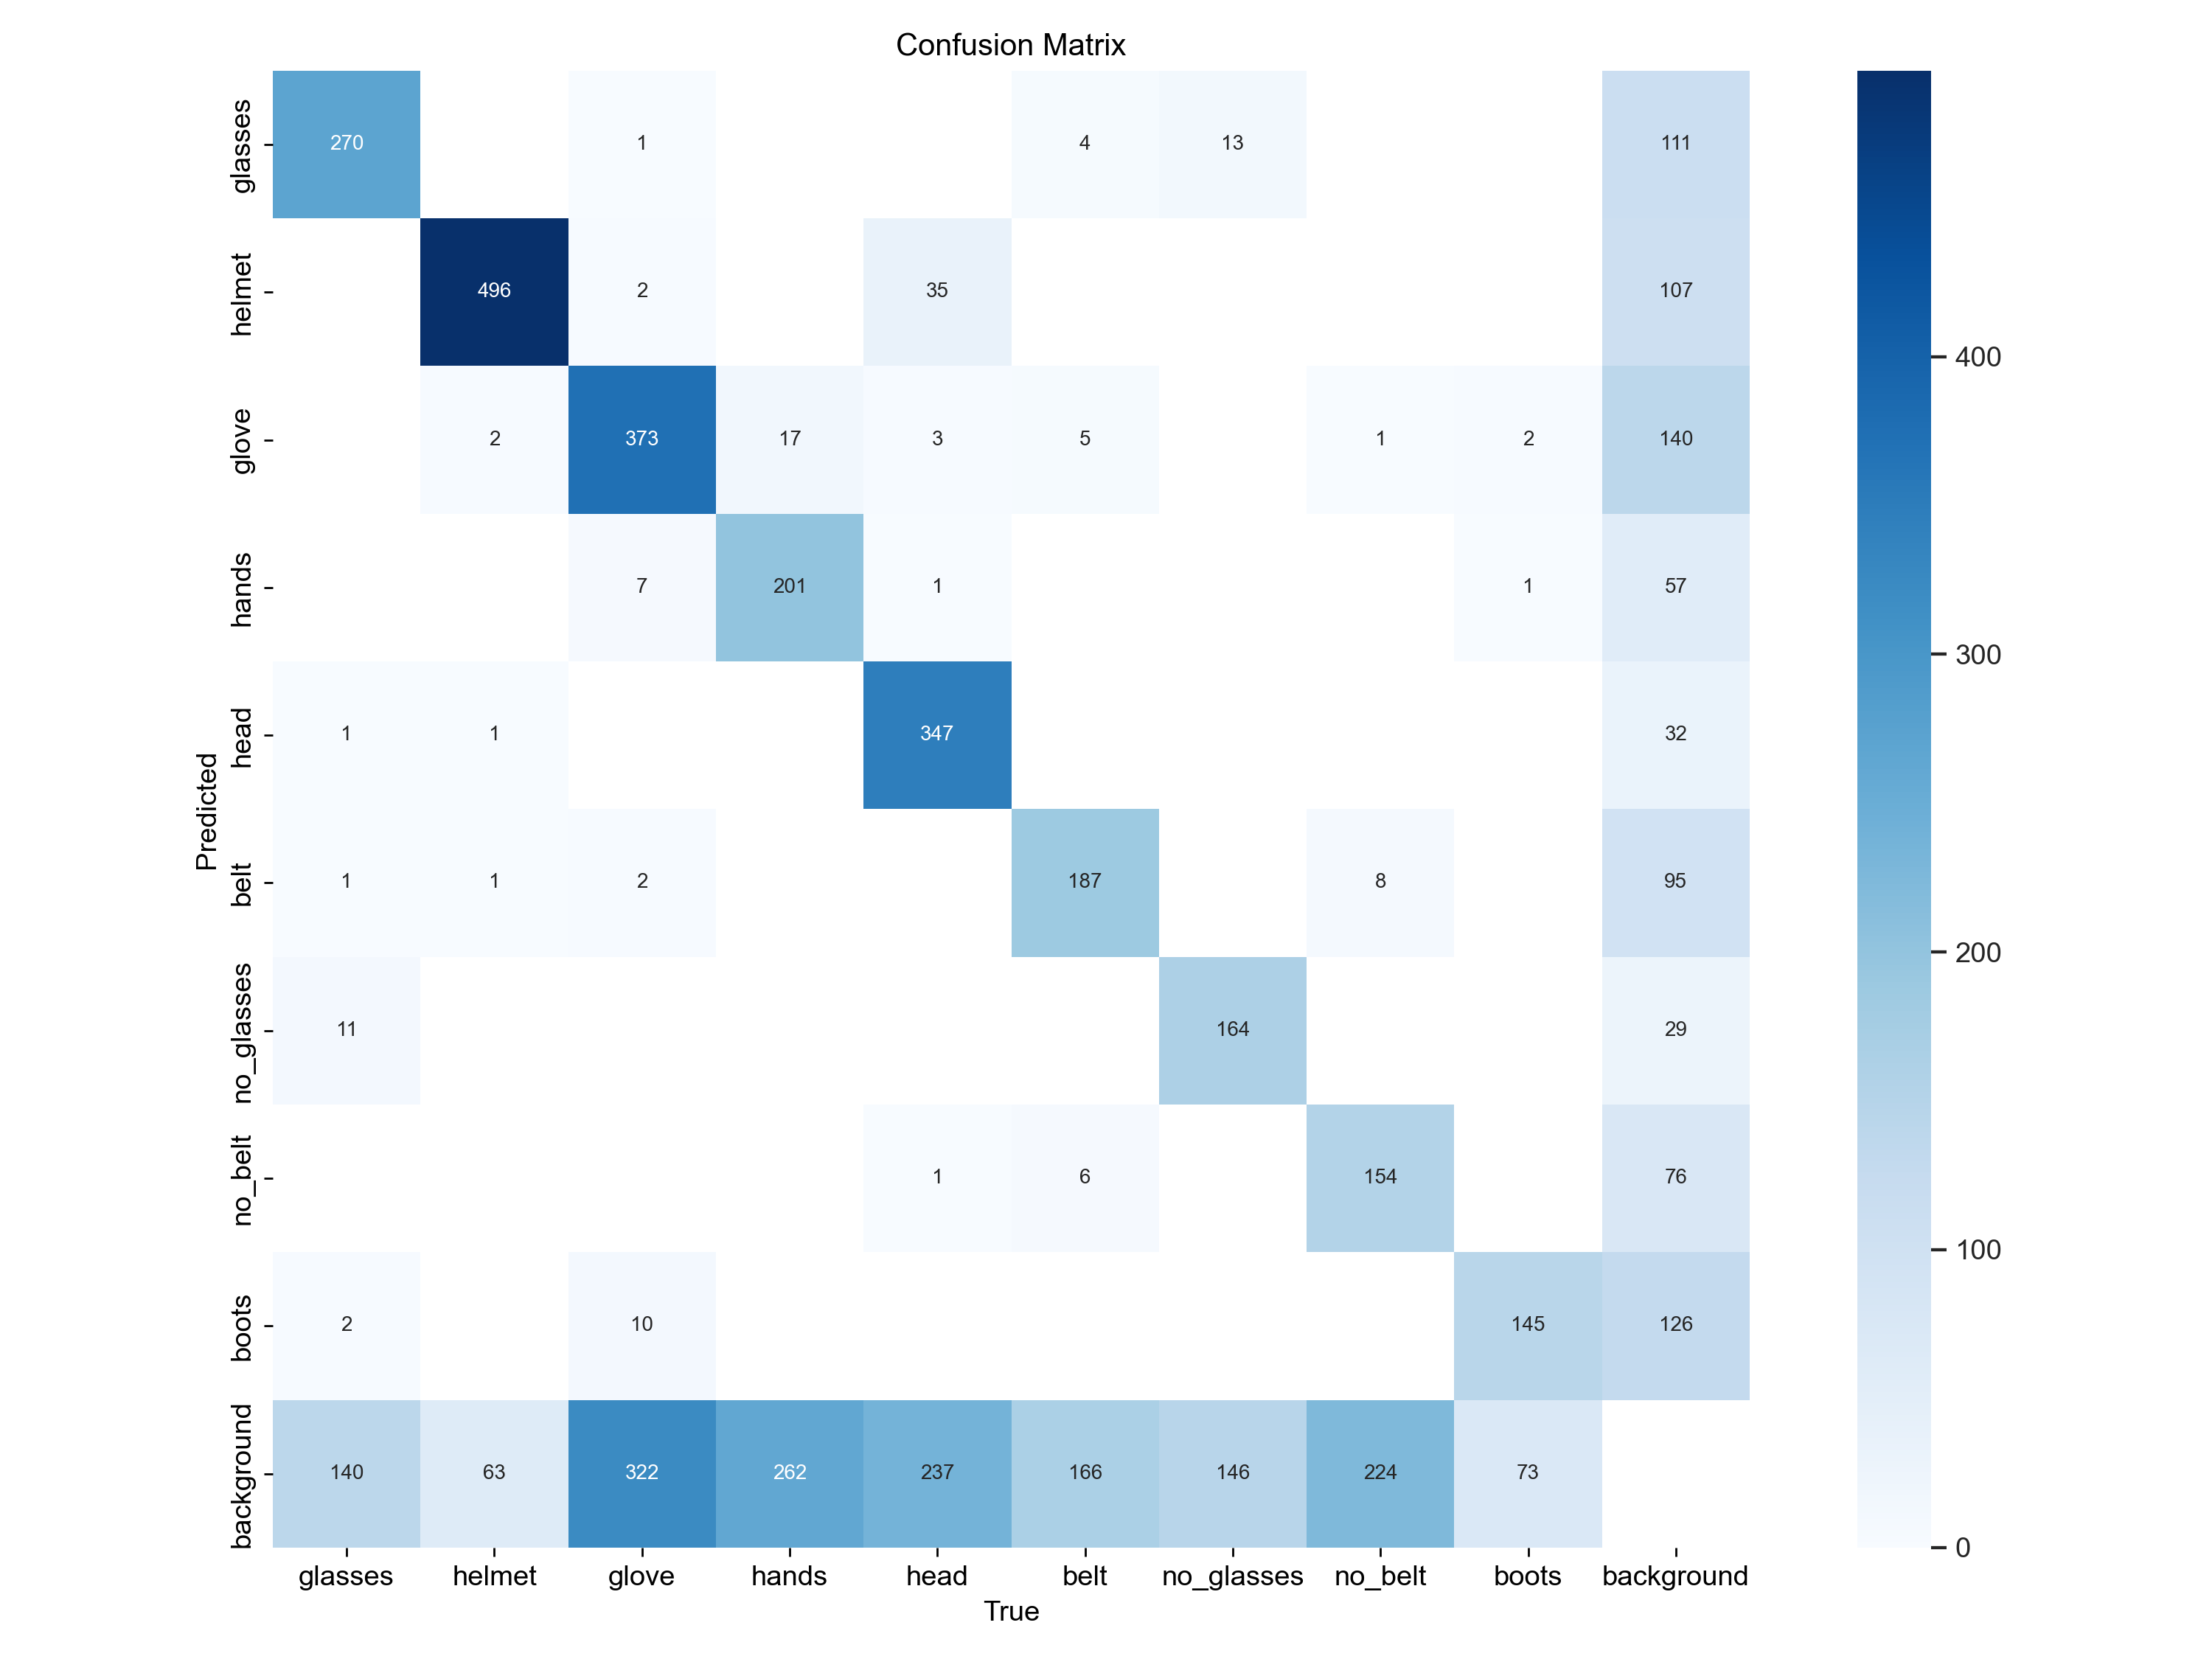 Confusion Matrix
glasses 270 1 4 13 111
helmet 496 2 35 107
400
glove 2 373 17 3 5 1 2 140
hands 7 201 1 1 57
300
head 1 1 347 32
Predicted
belt 1 1 2 187 8 95
200
no_glasses 11 164 29
no_belt 1 6 154 76
100
boots 2 10 145 126
background 140 63 322 262 237 166 146 224 73
0
glasses helmet glove hands head belt no_glasses no_belt boots background
True